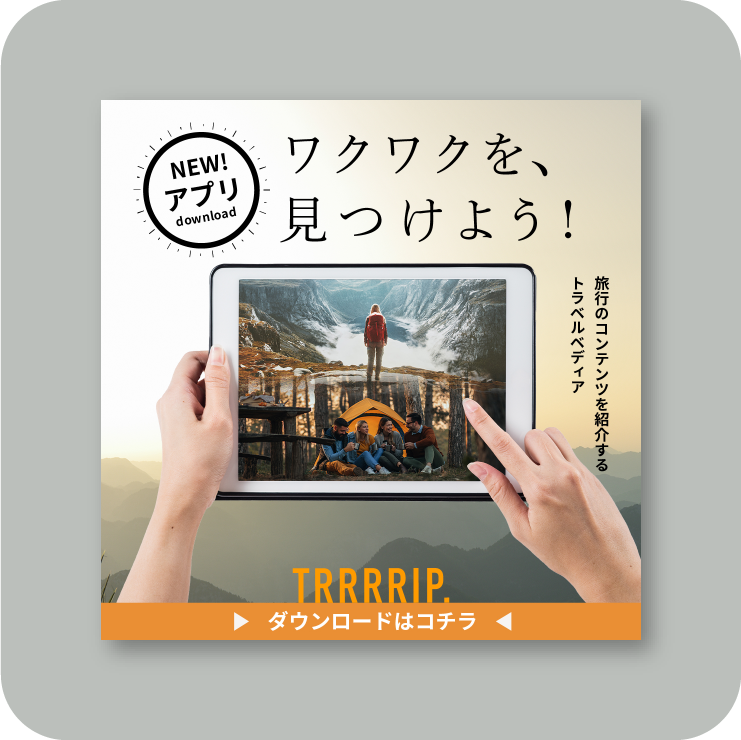 NEW!
アプリ
download
ワクワクを、
見つけよう!
旅行のコンテンツを紹介する
トラベルベディア
TRRRRIP.
▶ ダウンロードはコチラ ◀